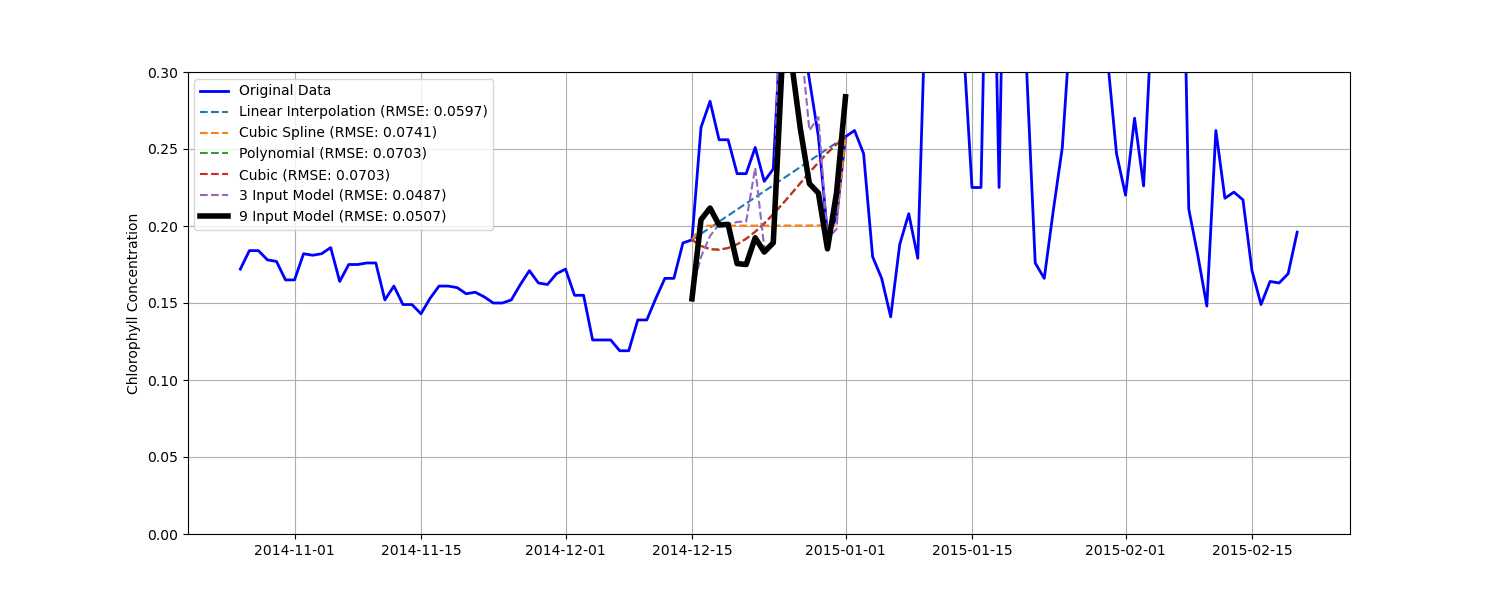 0.30
0.25
0.20
0.15
0.10
0.05
0.00
Chlorophyll Concentration
Original Data
Linear Interpolation (RMSE: 0.0597)
Cubic Spline (RMSE: 0.0741)
Polynomial (RMSE: 0.0703)
Cubic (RMSE: 0.0703)
3 Input Model (RMSE: 0.0487)
9 Input Model (RMSE: 0.0507)
2014-11-01 2014-11-15 2014-12-01 2014-12-15 2015-01-01 2015-01-15 2015-02-01 2015-02-15